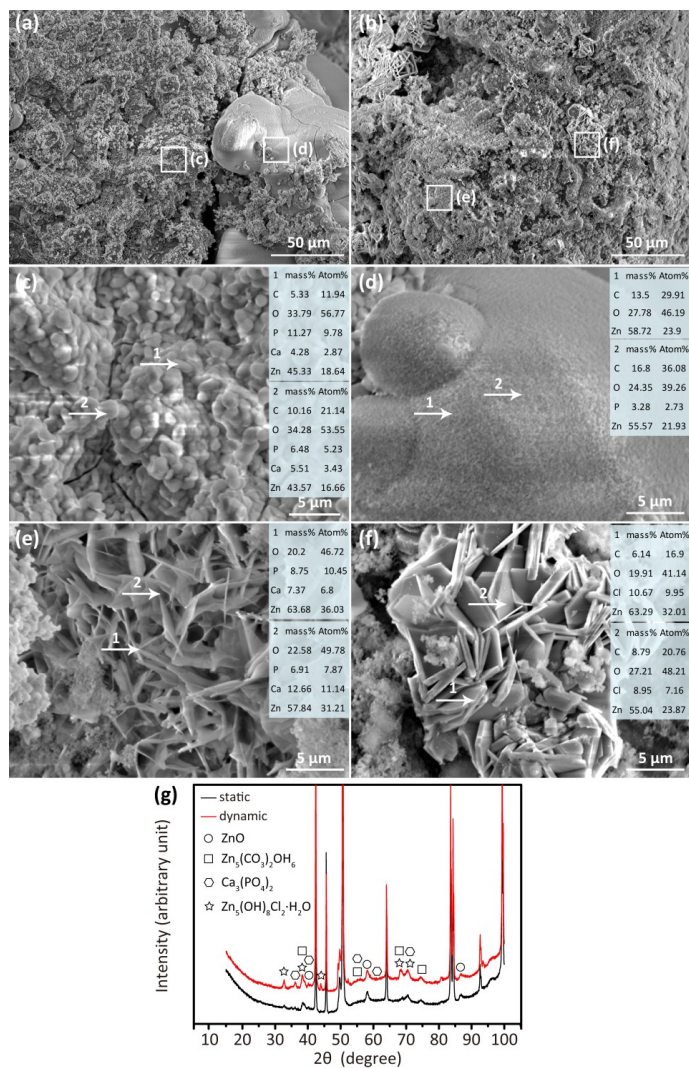 (a)
(c)
(d)
50 μm
(b)
(e)
(f)
50 μm
(c)
1
2
1 mass% Atom%
C 5.33 11.94
O 33.79 56.77
P 11.27 9.78
Ca 4.28 2.87
Zn 45.33 18.64
2 mass% Atom%
C 10.16 21.14
O 34.28 53.55
P 6.48 5.23
Ca 5.51 3.43
Zn 43.57 16.66
5 μm
(d)
1
2
1 mass% Atom%
C 13.5 29.91
O 27.78 46.19
Zn 58.72 23.9
2 mass% Atom%
C 16.8 36.08
O 24.35 39.26
P 3.28 2.73
Zn 55.57 21.93
5 μm
(e)
2
1
1 mass% Atom%
O 20.2 46.72
P 8.75 10.45
Ca 7.37 6.8
Zn 63.68 36.03
2 mass% Atom%
O 22.58 49.78
P 6.91 7.87
Ca 12.66 11.14
Zn 57.84 31.21
5 μm
(f)
2
1
1 mass% Atom%
C 6.14 16.9
O 19.91 41.14
Cl 10.67 9.95
Zn 63.29 32.01
2 mass% Atom%
C 8.79 20.76
O 27.21 48.21
Cl 8.95 7.16
Zn 55.04 23.87
5 μm
(g)
static
dynamic
ZnO
Zn₅(CO₃)₂OH₆
Ca₃(PO₄)₂
Zn₅(OH)₈Cl₂·H₂O
Intensity (arbitrary unit)
10 20 30 40 50 60 70 80 90 100
2θ (degree)